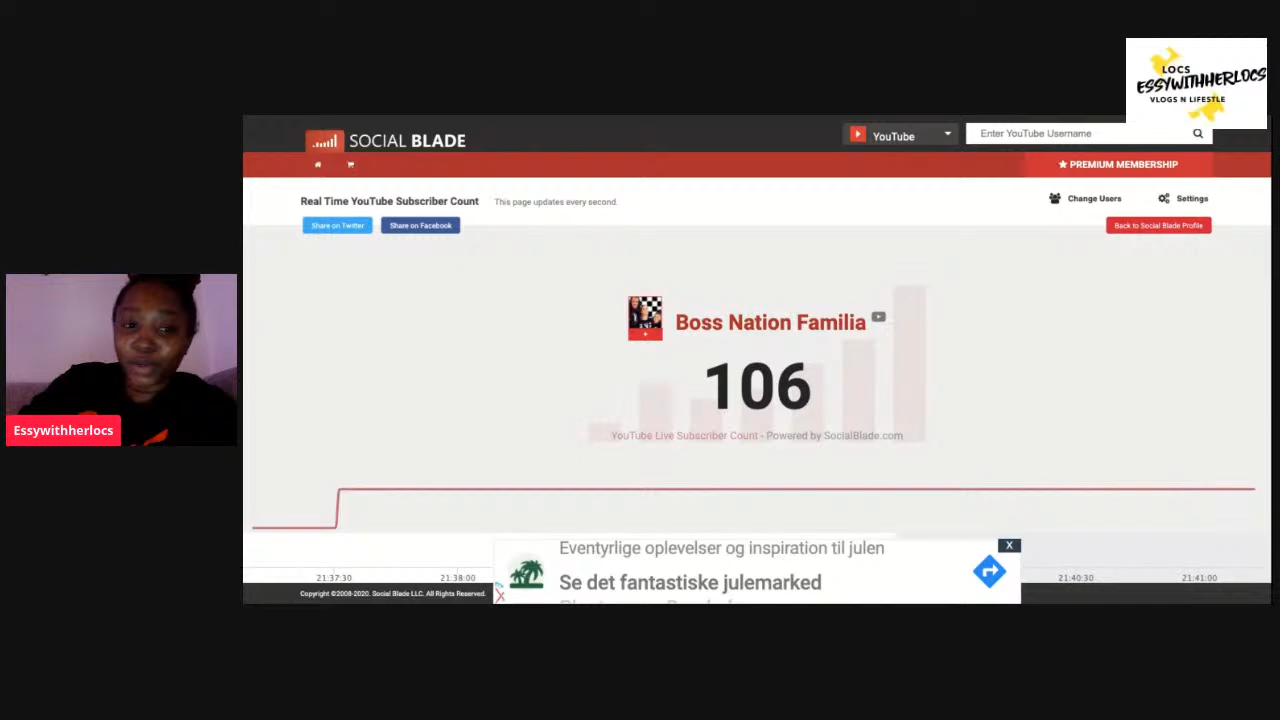 LOCS
ESSYWITHHERLOCS
VLOGS N LIFESTLE
SOCIAL BLADE
YouTube
Enter YouTube Username
PREMIUM MEMBERSHIP
Real Time YouTube Subscriber Count
This page updates every second.
Change Users
Settings
Share on Twitter
Share on Facebook
Back to Social Blade Profile
Boss Nation Familia
106
YouTube Live Subscriber Count - Powered by SocialBlade.com
Essywithherlocs
Eventyrlige oplevelser og inspiration til julen
X
Se det fantastiske julemarked
21:37:30
21:38:00
21:40:30
21:41:00
Copyright ©2008-2020. Social Blade LLC. All Rights Reserved.